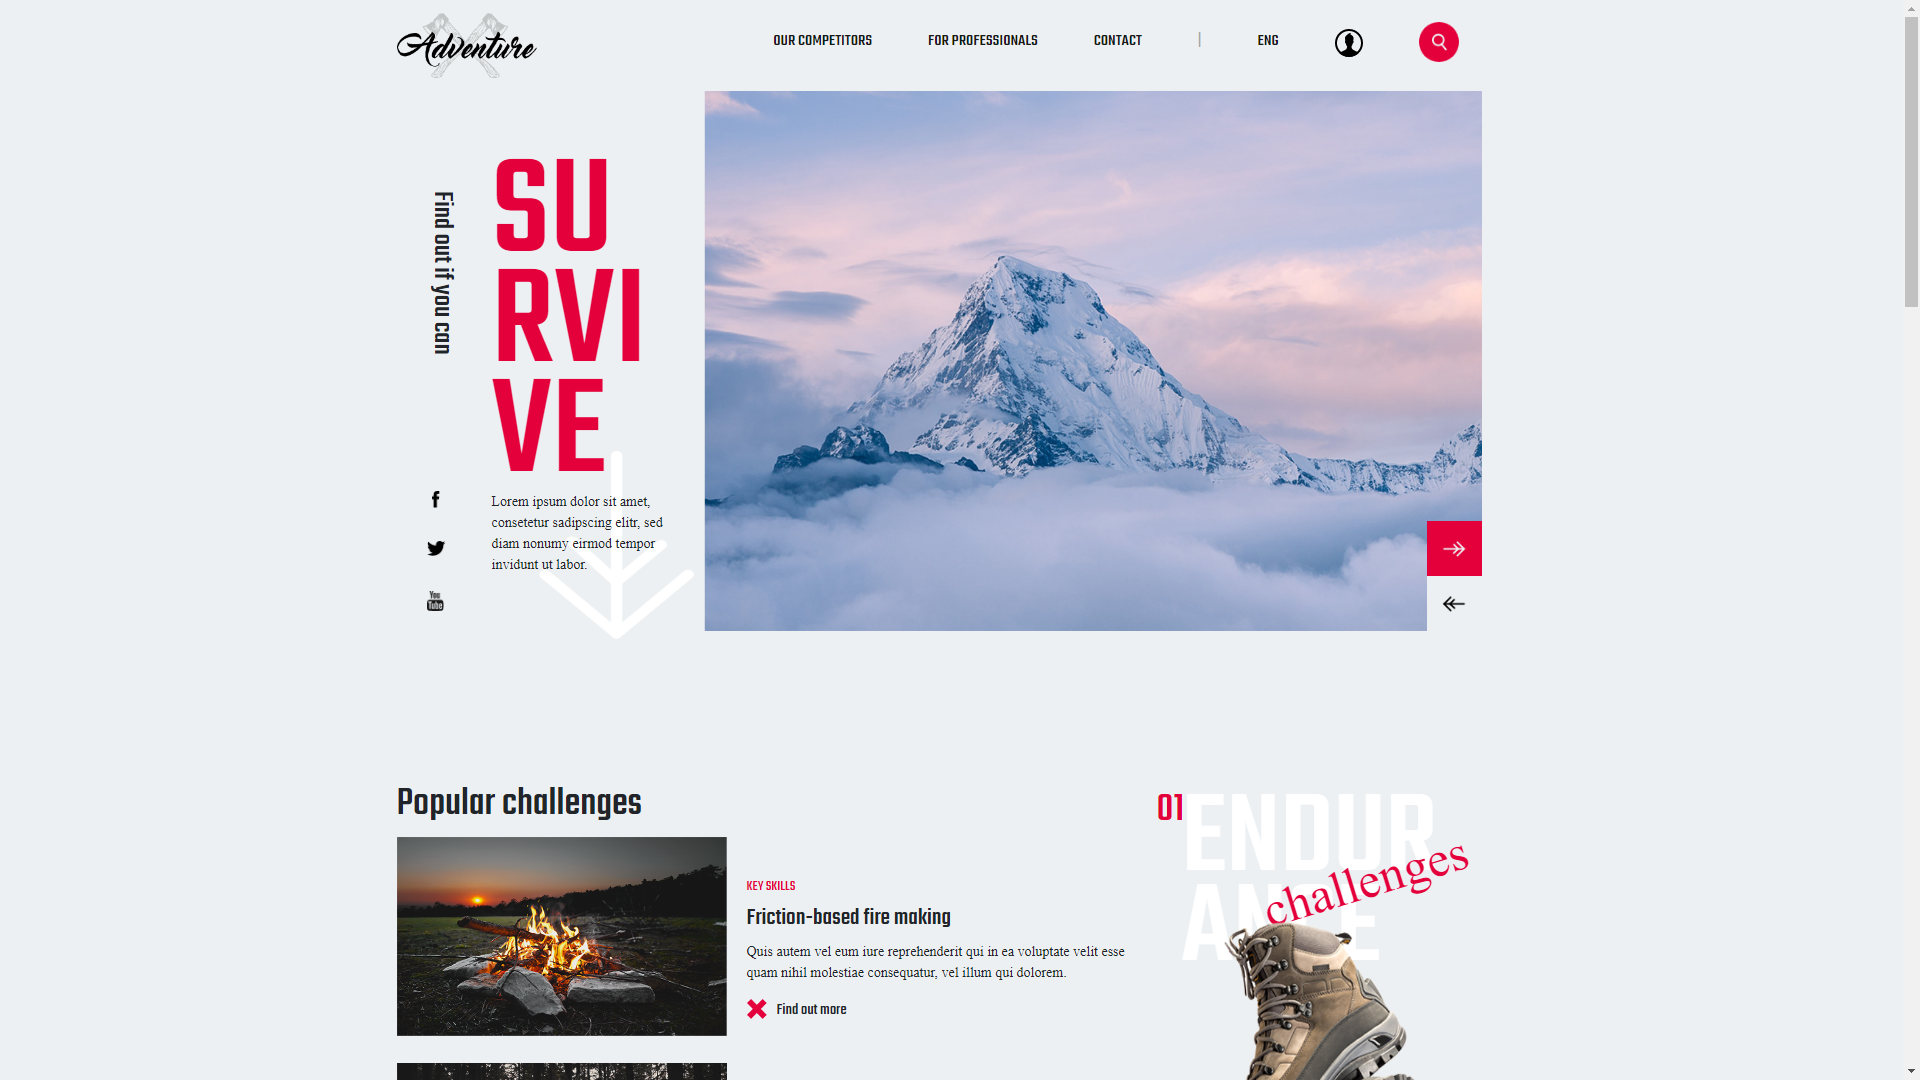 Adventure
OUR COMPETITORS
FOR PROFESSIONALS
CONTACT
|
ENG
Find out if you can
SU
RVI
VE
Lorem ipsum dolor sit amet,
consetetur sadipscing elitr, sed
diam nonumy eirmod tempor
invidunt ut labor.
You
Tube
Popular challenges
KEY SKILLS
Friction-based fire making
Quis autem vel eum iure reprehenderit qui in ea voluptate velit esse
quam nihil molestiae consequatur, vel illum qui dolorem.
Find out more
01
ENDUR
ANCE
challenges